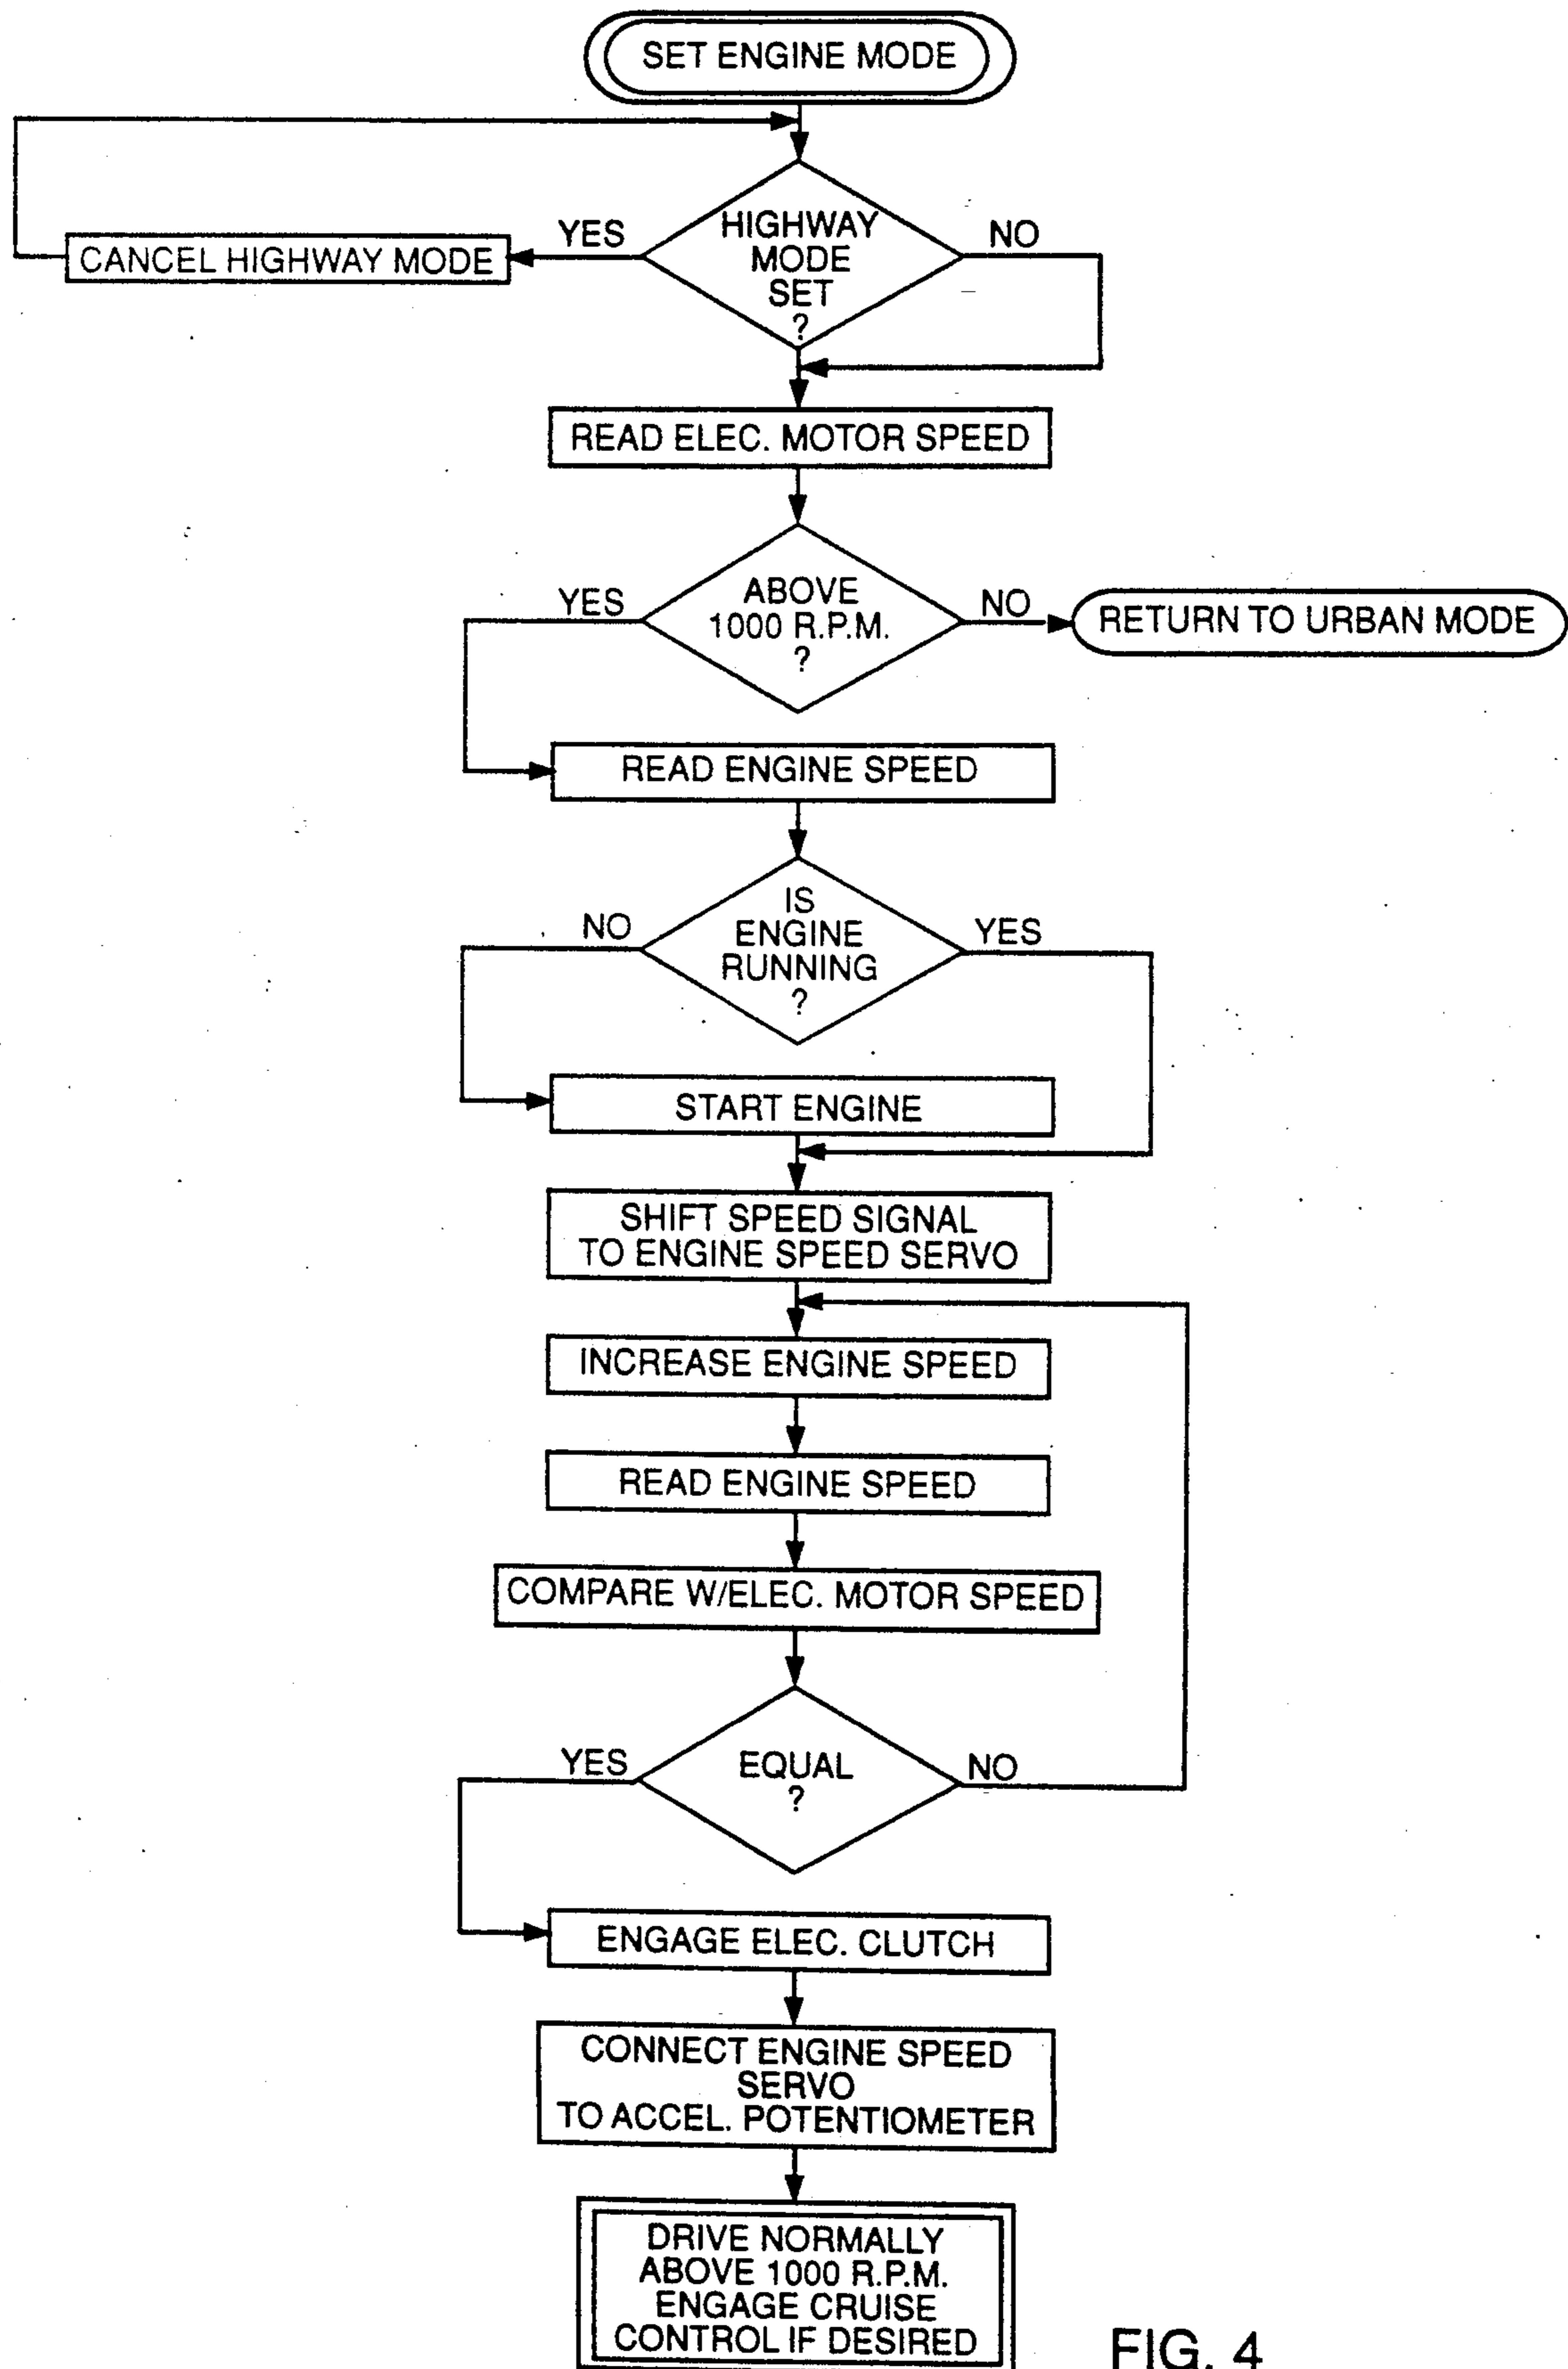 SET ENGINE MODE
YES
HIGHWAY
MODE
SET
?
NO
CANCEL HIGHWAY MODE
READ ELEC. MOTOR SPEED
YES
ABOVE
1000 R.P.M.
?
NO
RETURN TO URBAN MODE
READ ENGINE SPEED
NO
IS
ENGINE
RUNNING
?
YES
START ENGINE
SHIFT SPEED SIGNAL
TO ENGINE SPEED SERVO
INCREASE ENGINE SPEED
READ ENGINE SPEED
COMPARE W/ELEC. MOTOR SPEED
YES
EQUAL
?
NO
ENGAGE ELEC. CLUTCH
CONNECT ENGINE SPEED
SERVO
TO ACCEL. POTENTIOMETER
DRIVE NORMALLY
ABOVE 1000 R.P.M.
ENGAGE CRUISE
CONTROL IF DESIRED
FIG. 4